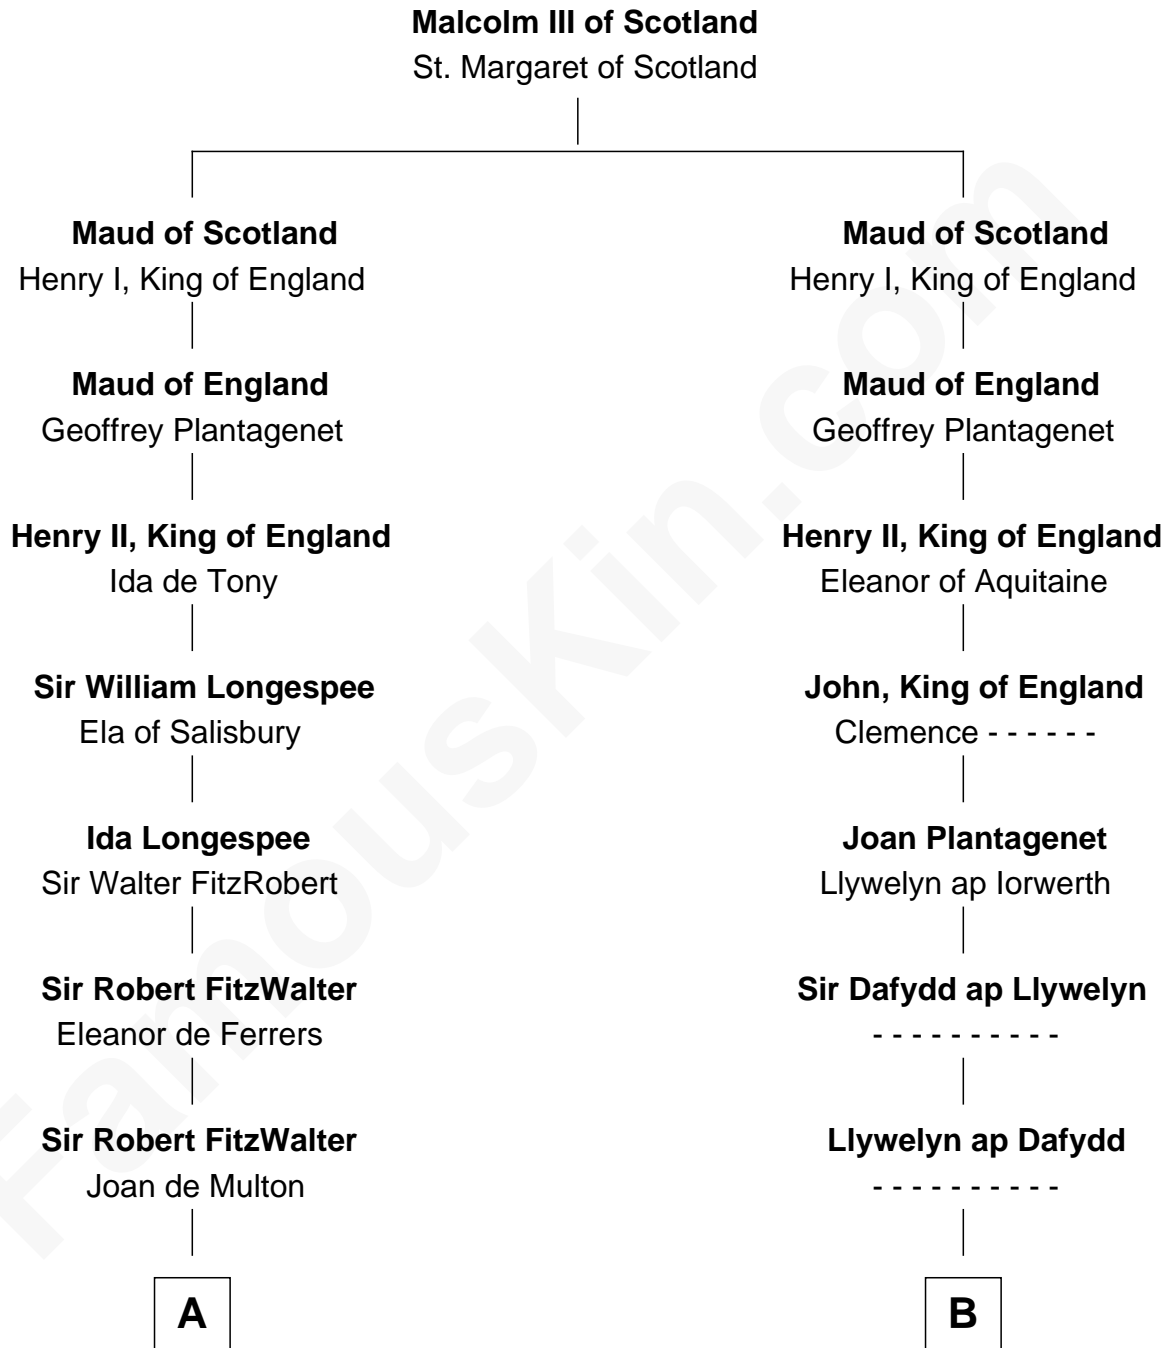 Malcolm III of Scotland
St. Margaret of Scotland
Maud of Scotland
Henry I, King of England
Maud of Scotland
Henry I, King of England
Maud of England
Geoffrey Plantagenet
Maud of England
Geoffrey Plantagenet
Henry II, King of England
Ida de Tony
Henry II, King of England
Eleanor of Aquitaine
Sir William Longespee
Ela of Salisbury
John, King of England
Clemence - - - - - -
Ida Longespee
Sir Walter FitzRobert
Joan Plantagenet
Llywelyn ap Iorwerth
Sir Robert FitzWalter
Eleanor de Ferrers
Sir Dafydd ap Llywelyn
- - - - - - - - - -
Sir Robert FitzWalter
Joan de Multon
Llywelyn ap Dafydd
- - - - - - - - - -
A
B
FamousKin.com